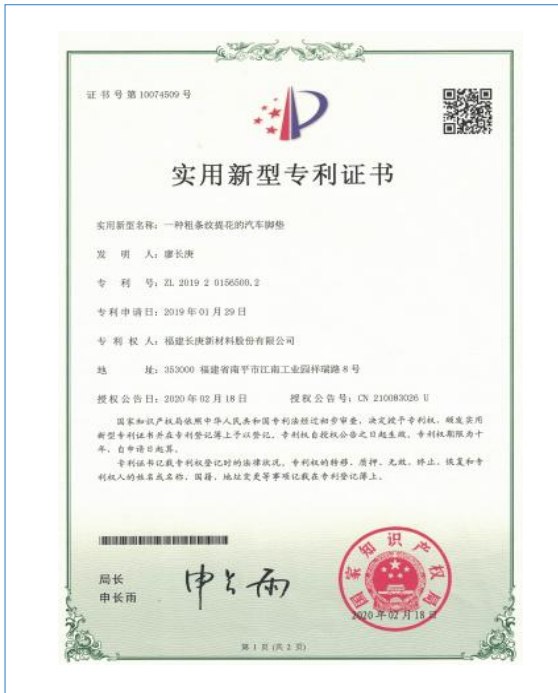 证书号第10074509号
实用新型专利证书
实用新型名称：一种粗条纹提花的汽车脚垫
发明人：廖长庚
专利号：ZL 2019 2 0156500.2
专利申请日：2019年01月29日
专利权人：福建长庚新材料股份有限公司
地址：353000 福建省南平市江南工业园祥瑞路8号
授权公告日：2020年02月18日 授权公告号：CN 210083026 U
国家知识产权局依照中华人民共和国专利法经过初步审查，决定授予专利权，颁发实用
新型专利证书并在专利登记簿上予以登记。专利权自授权公告之日起生效。专利权期限为十
年，自申请日起算。
专利证书记载专利权登记时的法律状况。专利权的转移、质押、无效、终止、恢复和专
利权人的姓名或名称、国籍、地址变更等事项记载在专利登记簿上。
局长
申长雨
申长雨
国家知识产权局
2020年02月18日
第1页(共2页)